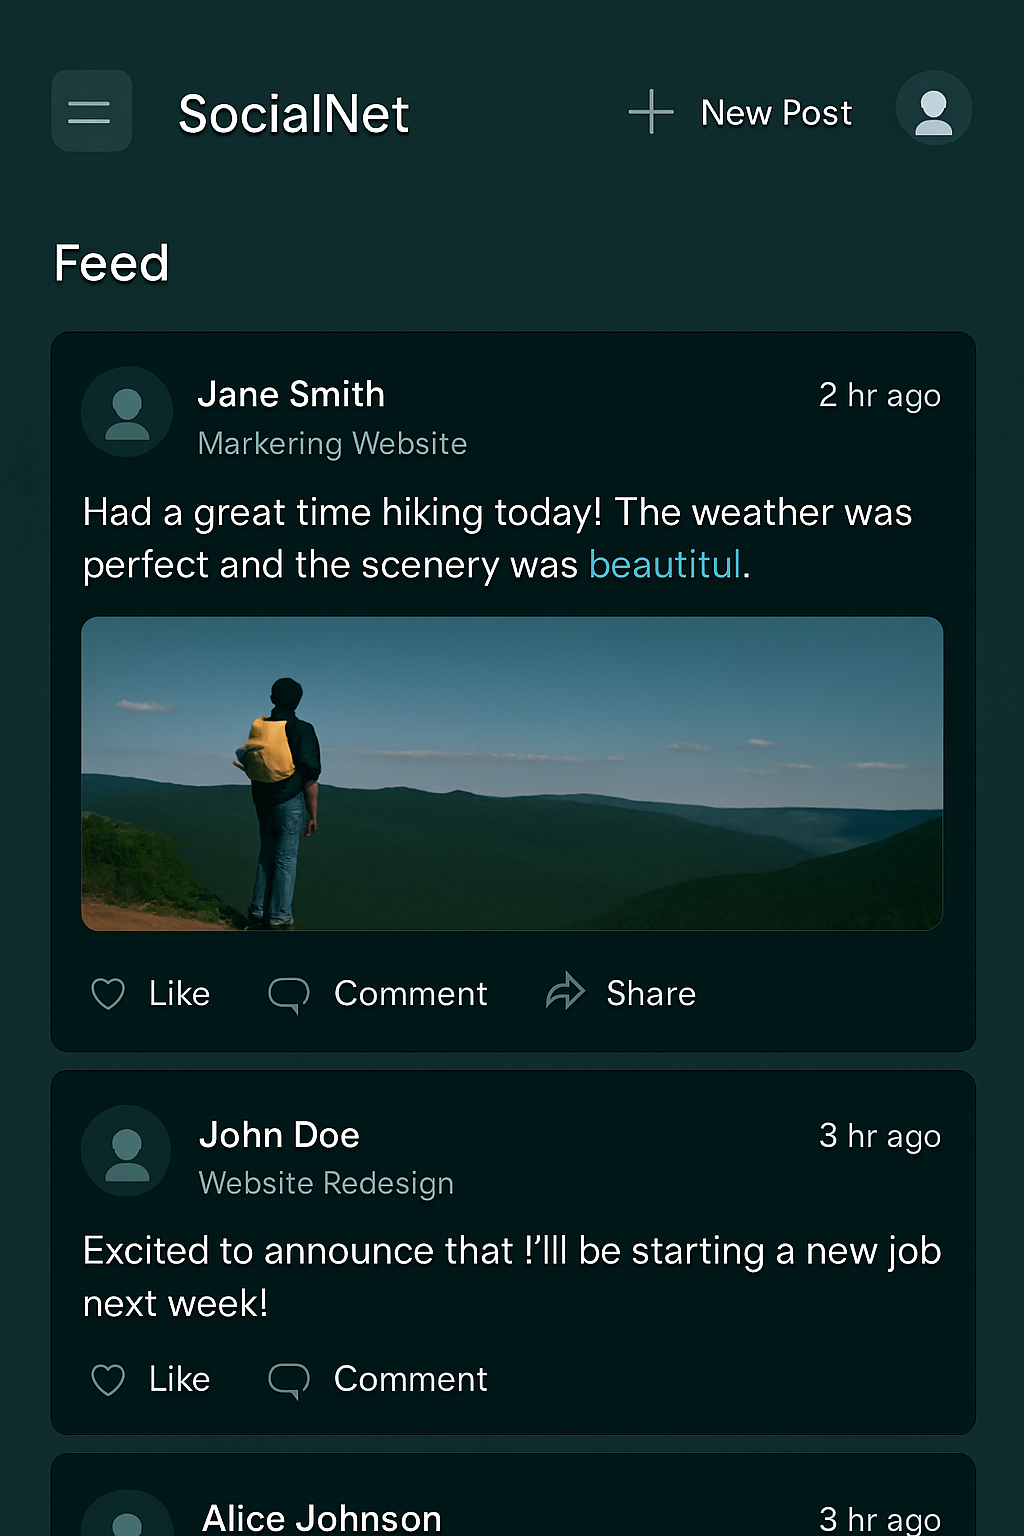 SocialNet
New Post
Feed
Jane Smith
2 hr ago
Markering Website
Had a great time hiking today! The weather was
perfect and the scenery was beautitul.
Like
Comment
Share
John Doe
3 hr ago
Website Redesign
Excited to announce that !’lll be starting a new job
next week!
Like
Comment
Alice Johnson
3 hr ago